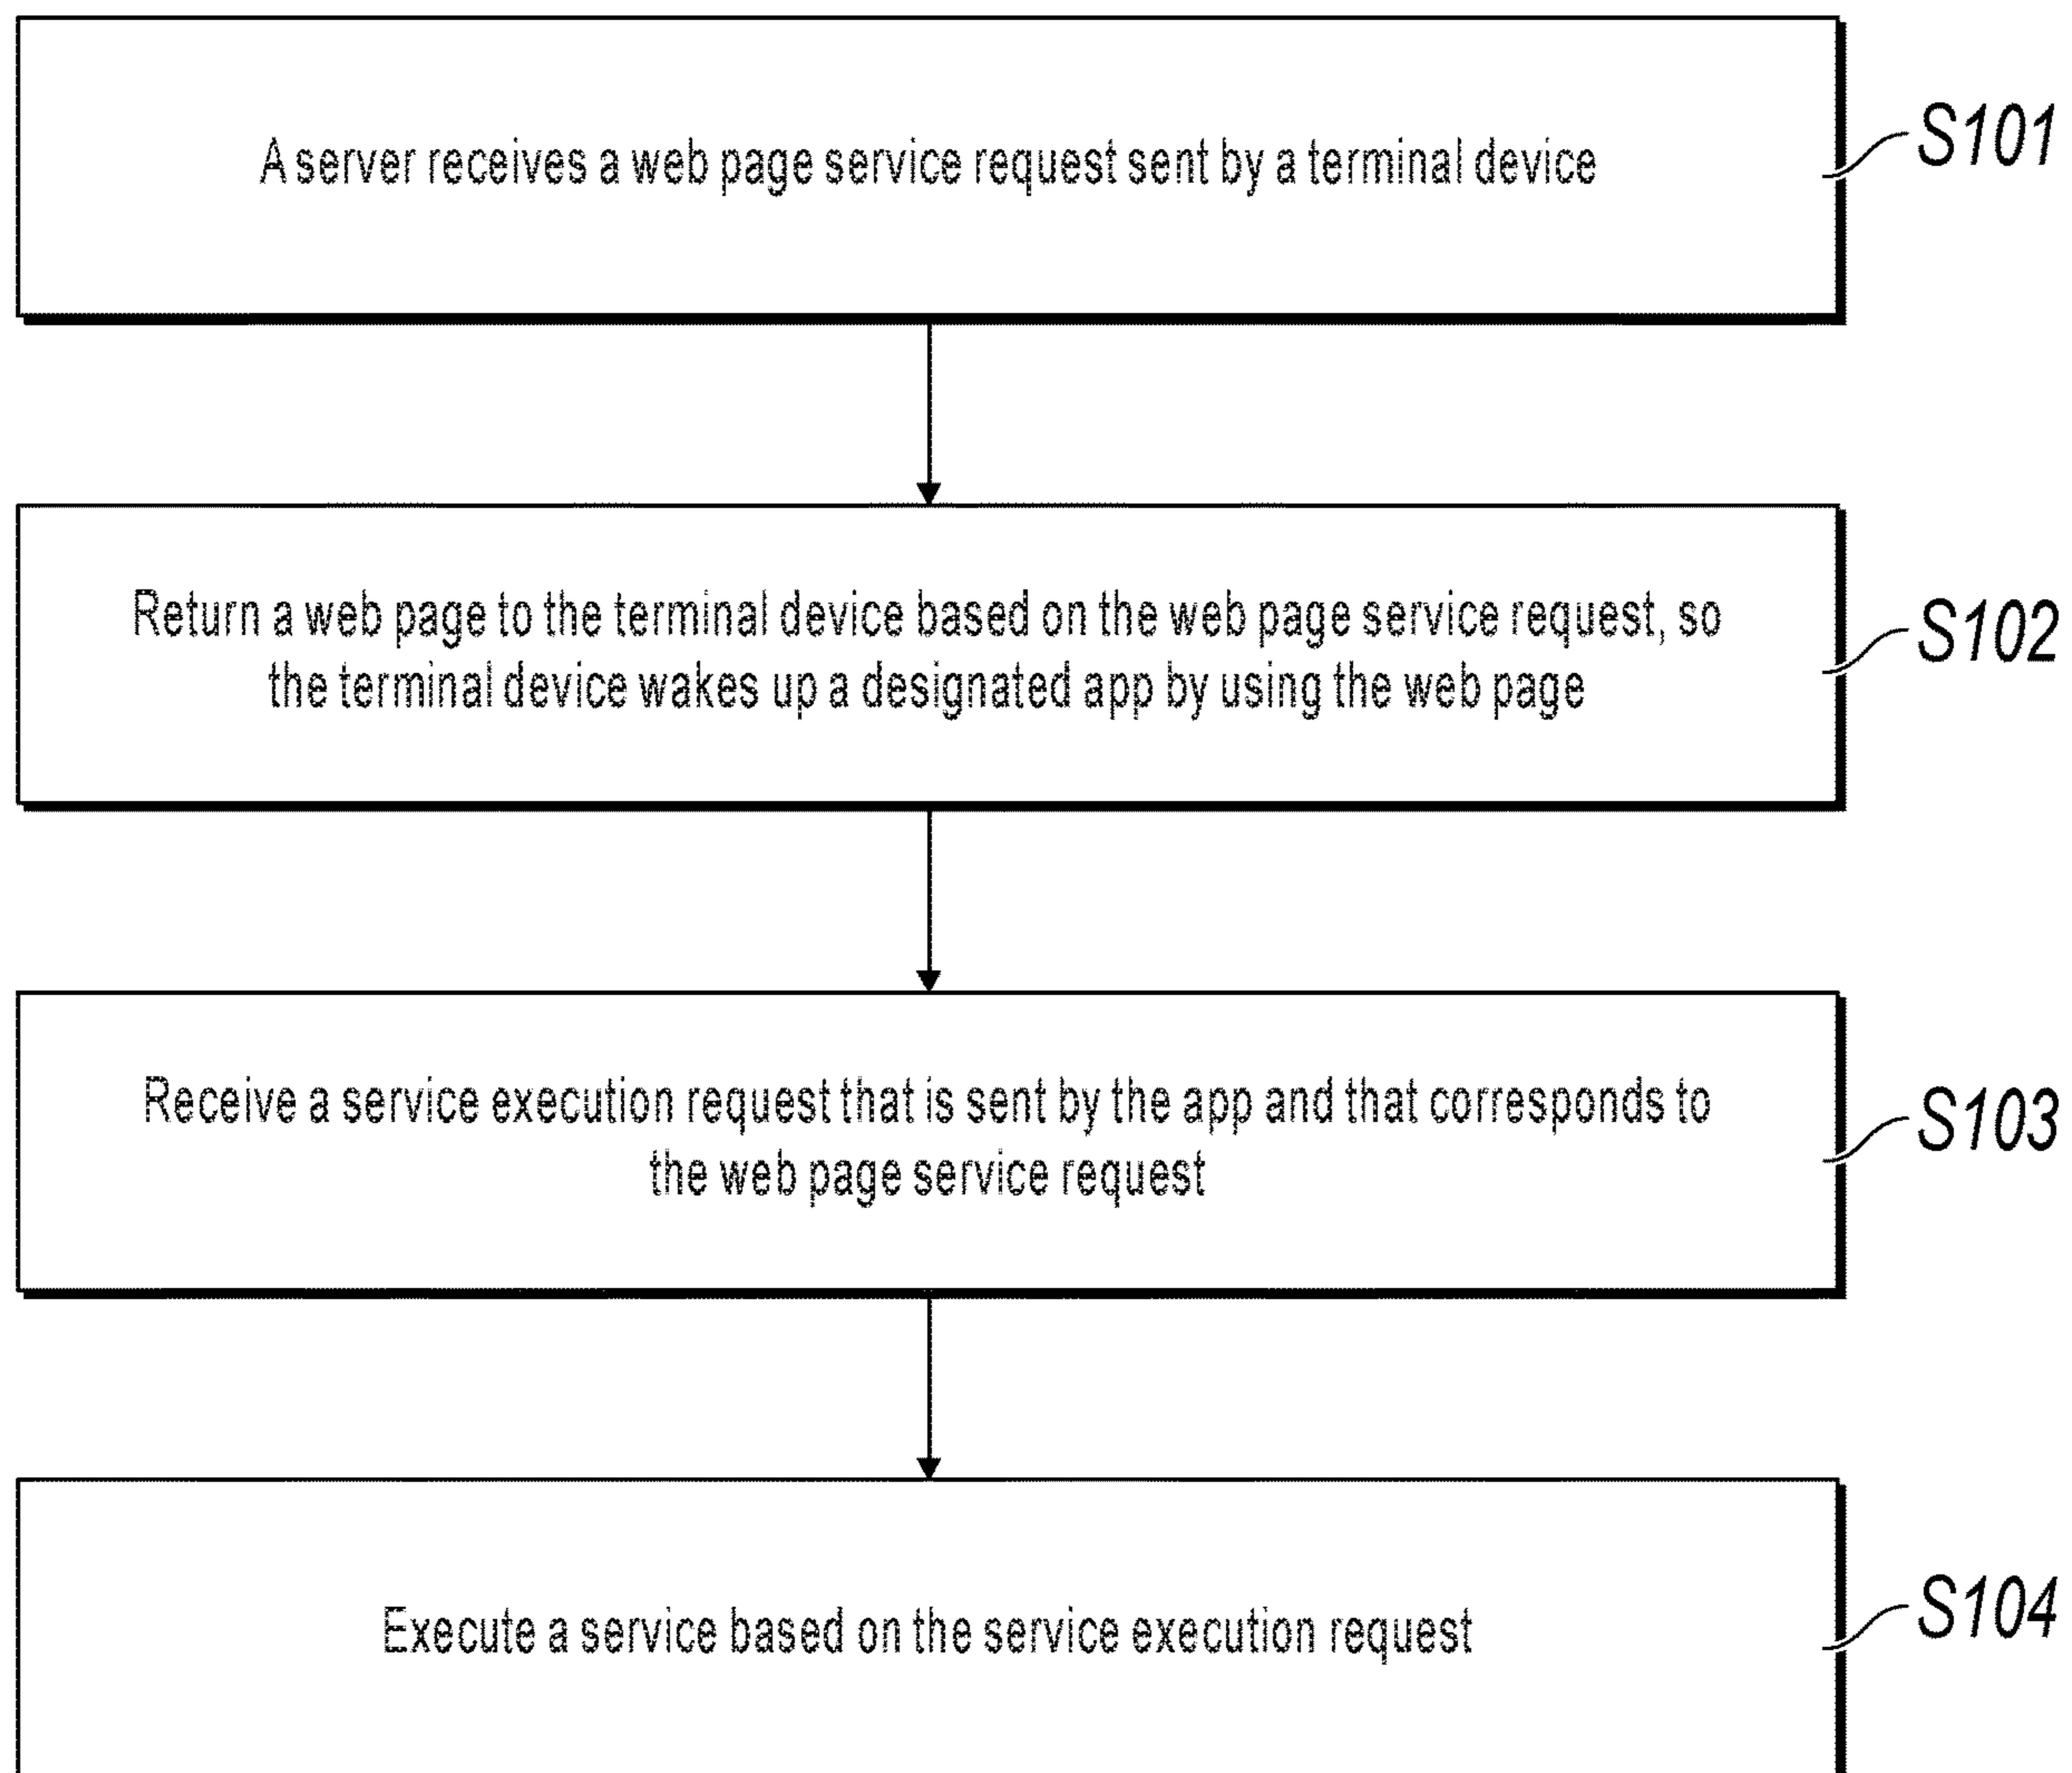 A server receives a web page service request sent by a terminal device
S101
Return a web page to the terminal device based on the web page service request, so
the terminal device wakes up a designated app by using the web page
S102
Receive a service execution request that is sent by the app and that corresponds to
the web page service request
S103
Execute a service based on the service execution request
S104